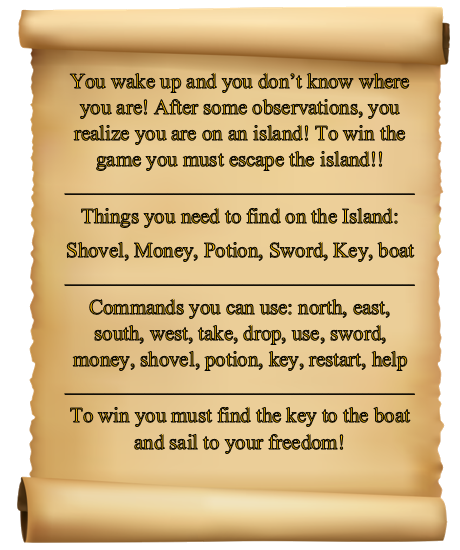 You wake up and you don’t know where
you are! After some observations, you
realize you are on an island! To win the
game you must escape the island!!
Things you need to find on the Island:
Shovel, Money, Potion, Sword, Key, boat
Commands you can use: north, east,
south, west, take, drop, use, sword,
money, shovel, potion, key, restart, help
To win you must find the key to the boat
and sail to your freedom!